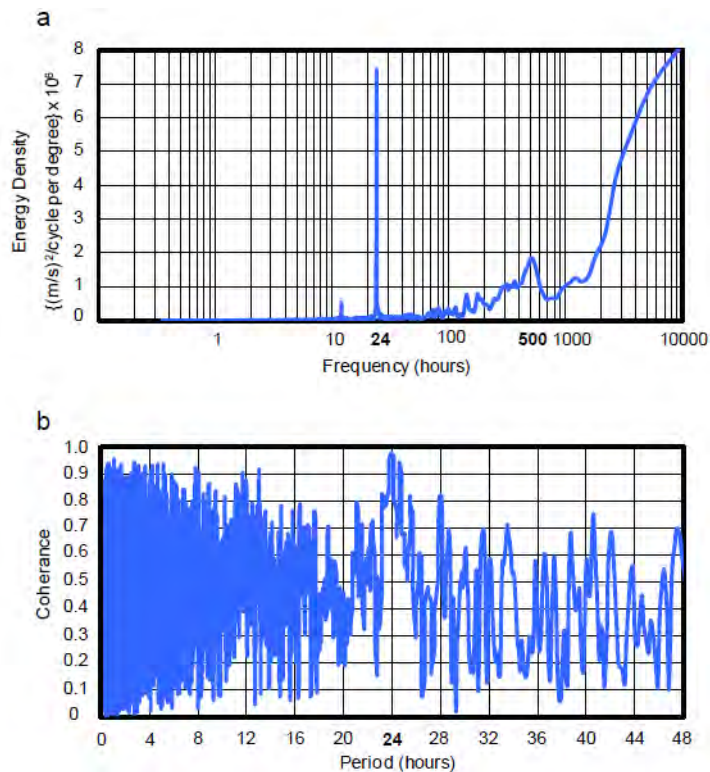 a
Energy Density
{(m/s)²/cycle per degree} x 10⁶
8
7
6
5
4
3
2
1
0
1 10 24 100 500 1000 10000
Frequency (hours)
b
Coherance
1.0
0.9
0.8
0.7
0.6
0.5
0.4
0.3
0.2
0.1
0
0 4 8 12 16 20 24 28 32 36 40 44 48
Period (hours)